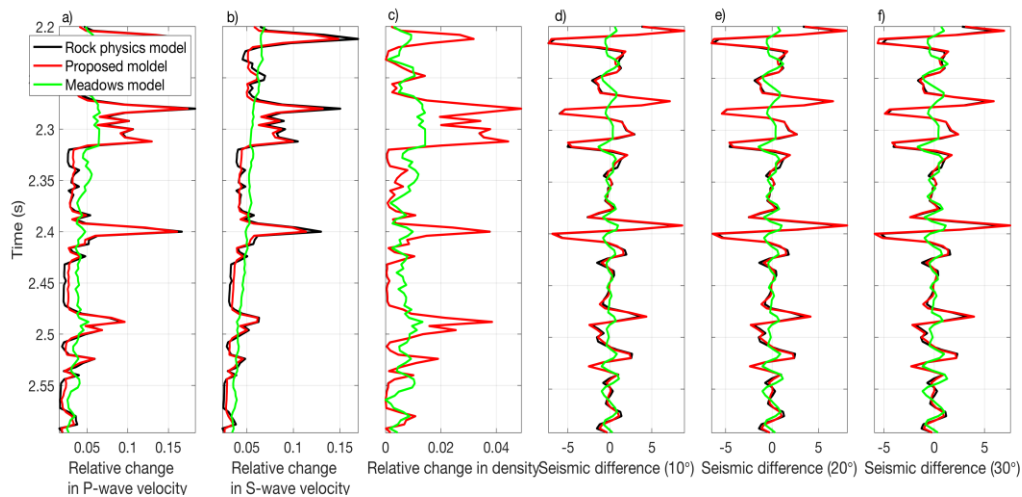 a) b) c) d) e) f)
Rock physics model
Proposed moldel
Meadows model
Time (s)
2.2
2.3
2.35
2.4
2.45
2.5
2.55
0.05 0.1 0.15
0.05 0.1 0.15
0 0.02 0.04
-5 0 5
-5 0 5
-5 0 5
Relative change
in P-wave velocity
Relative change
in S-wave velocity
Relative change in density
Seismic difference (10°)
Seismic difference (20°)
Seismic difference (30°)